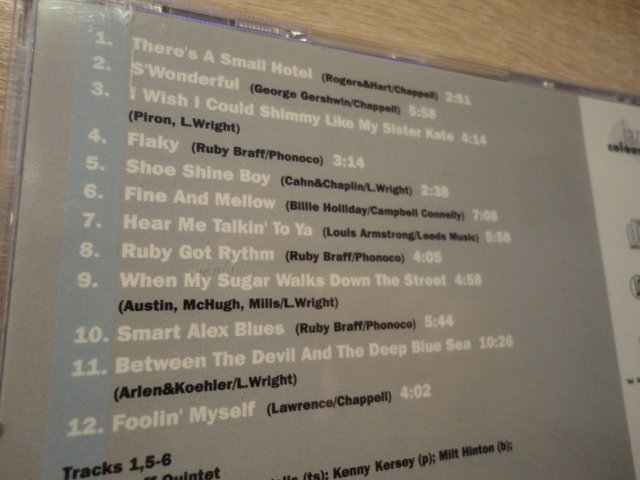 1. There's A Small Hotel (Rogers&Hart/Chappell) 2:51
2. S'Wonderful (George Gershwin/Chappell) 5:58
3. I Wish I Could Shimmy Like My Sister Kate 4:14
(Piron, L.Wright)
4. Flaky (Ruby Braff/Phonoco) 3:14
5. Shoe Shine Boy (Cahn&Chaplin/L.Wright) 2:38
6. Fine And Mellow (Billie Holliday/Campbell Connelly) 7:08
7. Hear Me Talkin' To Ya (Louis Armstrong/Leeds Music) 5:58
8. Ruby Got Rythm (Ruby Braff/Phonoco) 4:05
9. When My Sugar Walks Down The Street 4:58
(Austin, McHugh, Mills/L.Wright)
10. Smart Alex Blues (Ruby Braff/Phonoco) 5:44
11. Between The Devil And The Deep Blue Sea 10:26
(Arlen&Koehler/L.Wright)
12. Foolin' Myself (Lawrence/Chappell) 4:02
Tracks 1,5-6
Quintet
(ts); Kenny Kersey (p); Milt Hinton (b);